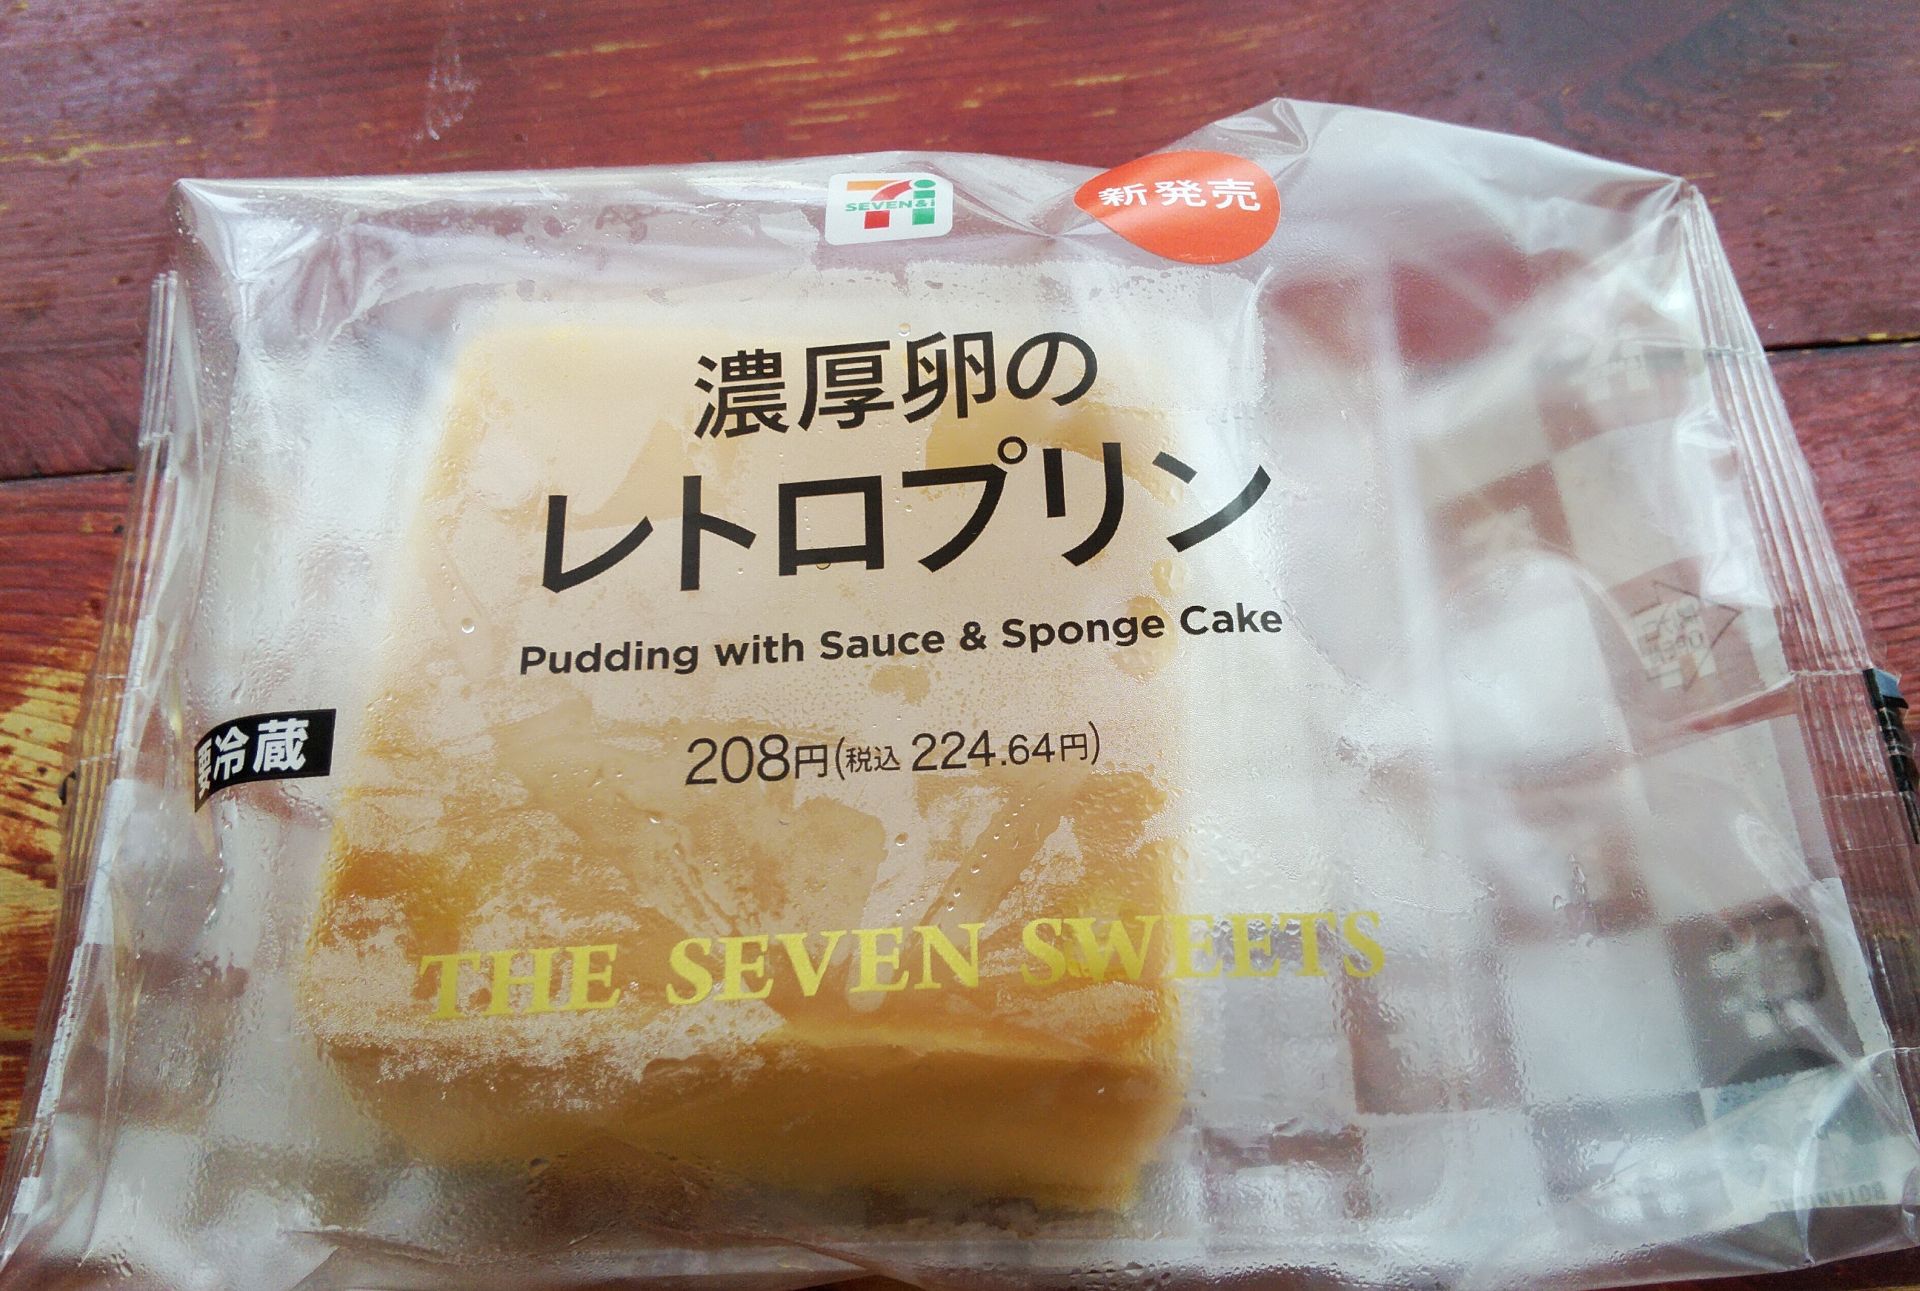 SEVEN&i
新発売
濃厚卵の
レトロプリン
Pudding with Sauce & Sponge Cake
要冷蔵
208円(税込 224.64円)
THE SEVEN SWEETS